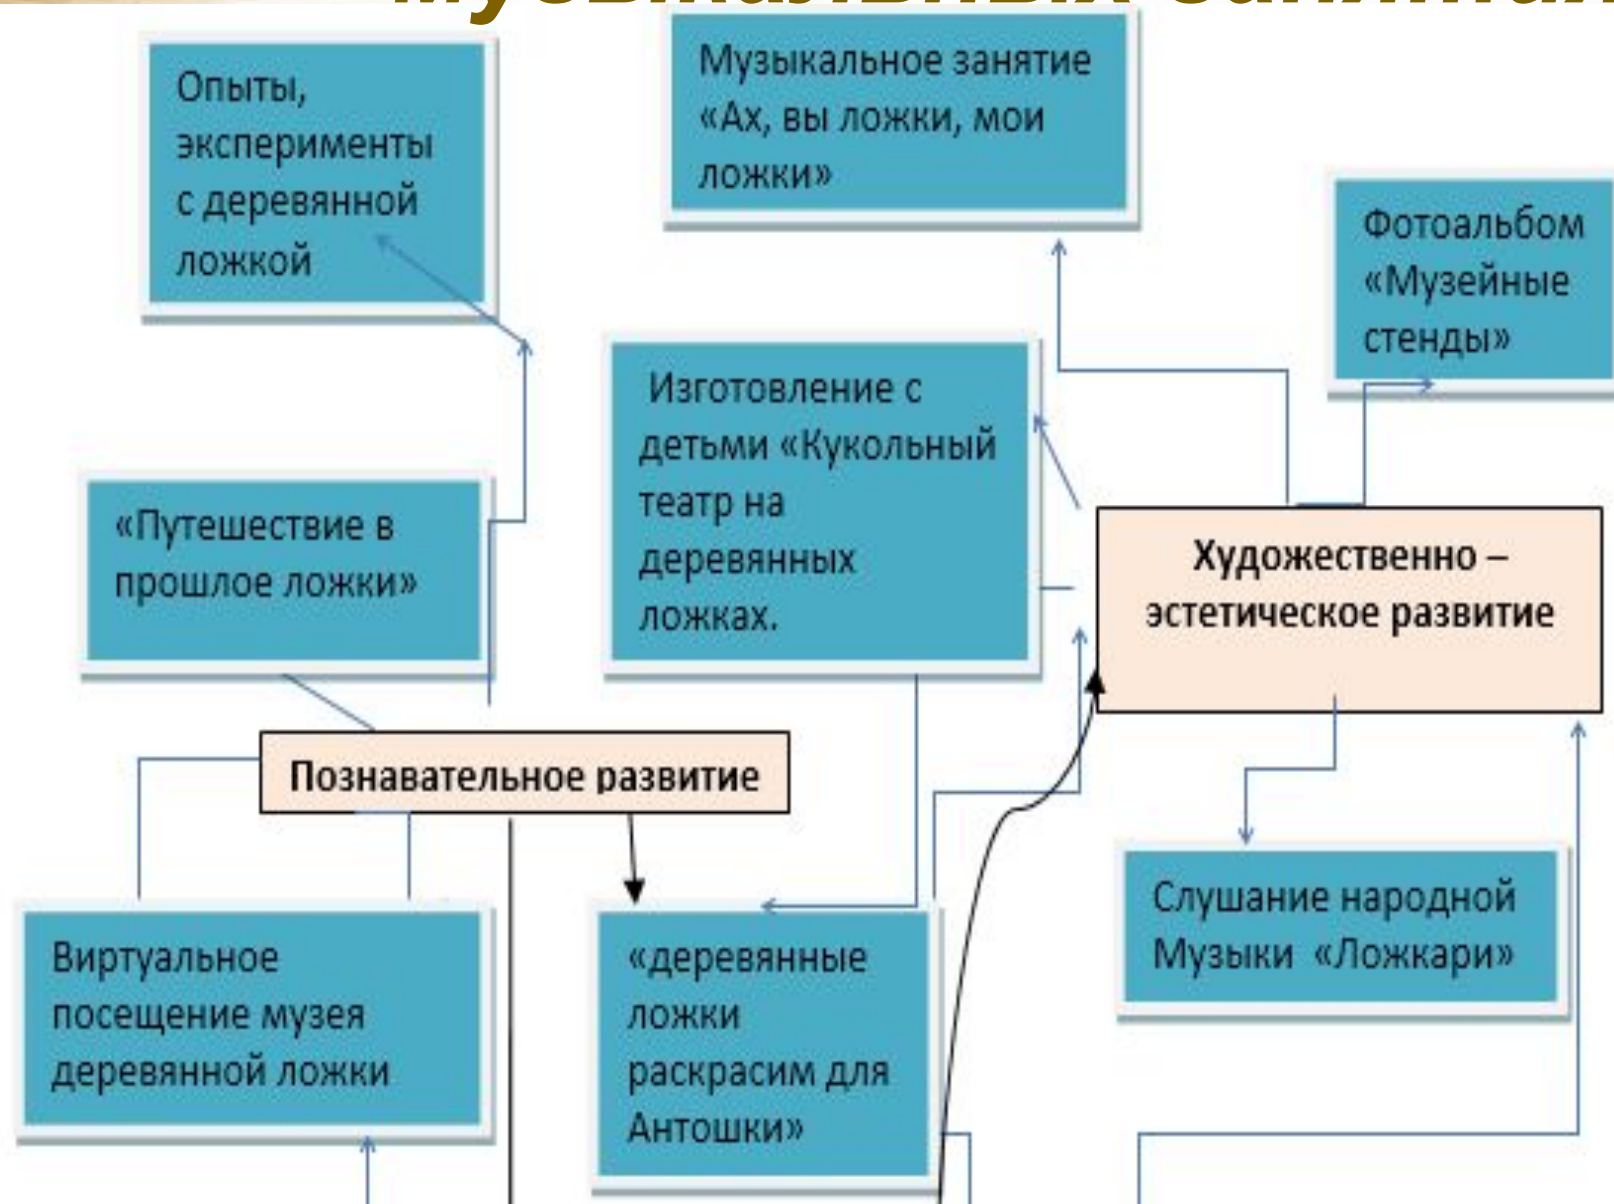 Опыты,
эксперименты
с деревянной
ложкой
Музыкальное занятие
«Ах, вы ложки, мои
ложки»
Фотоальбом
«Музейные
стенды»
Изготовление с
детьми «Кукольный
театр на
деревянных
ложках.
«Путешествие в
прошлое ложки»
Художественно –
эстетическое развитие
Познавательное развитие
Виртуальное
посещение музея
деревянной ложки
«деревянные
ложки
раскрасим для
Антошки»
Слушание народной
Музыки «Ложкари»